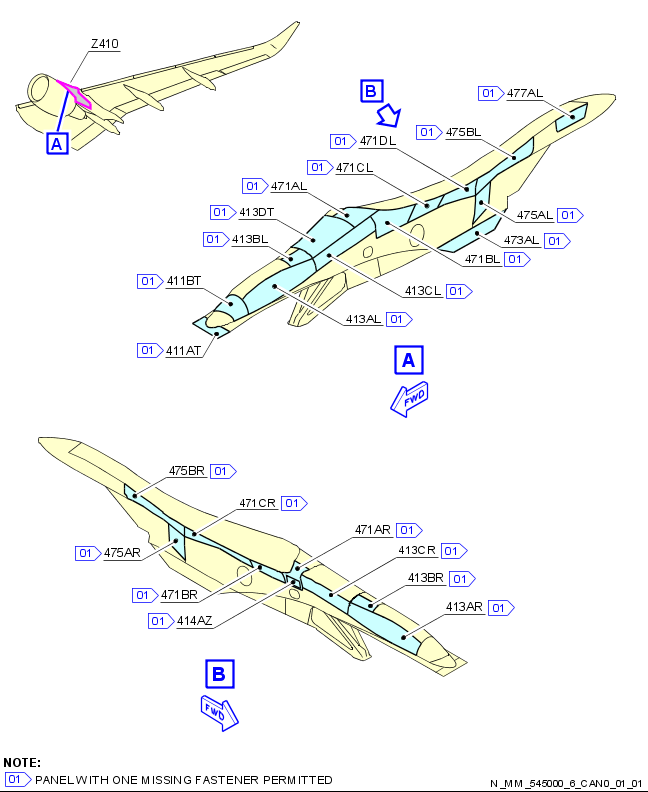 Z410
A
B
01 477AL
01 475BL
01 471DL
01 471CL
01 471AL
01 413DT
01 413BL
01 411BT
01 411AT
475AL 01
473AL 01
471BL 01
413CL 01
413AL 01
A
FWD
475BR 01
471CR 01
471AR 01
413CR 01
413BR 01
413AR 01
01 475AR
01 471BR
01 414AZ
B
FWD
NOTE:
01 PANEL WITH ONE MISSING FASTENER PERMITTED
N_MM_545000_6_CAN0_01_01